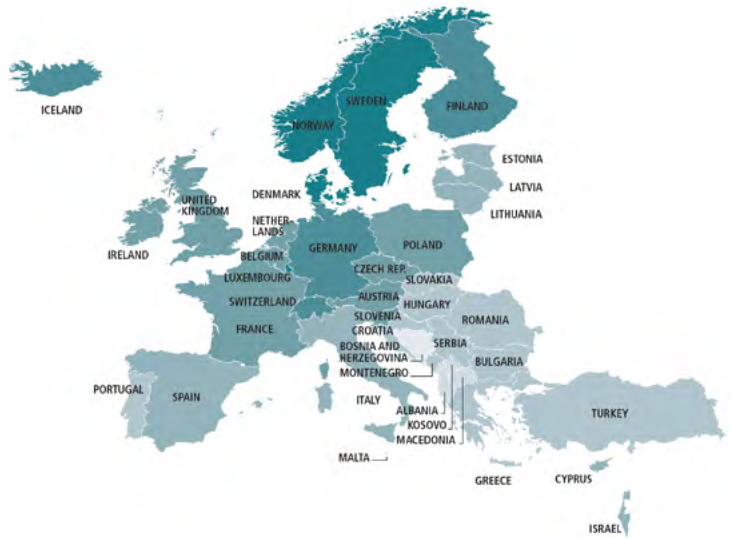 ICELAND
SWEDEN
FINLAND
NORWAY
ESTONIA
LATVIA
LITHUANIA
DENMARK
UNITED
KINGDOM
NETHER-
LANDS
IRELAND
GERMANY
POLAND
BELGIUM
CZECH REP.
LUXEMBOURG
SLOVAKIA
SWITZERLAND
AUSTRIA
HUNGARY
SLOVENIA
ROMANIA
FRANCE
CROATIA
BOSNIA AND
HERZEGOVINA
SERBIA
BULGARIA
MONTENEGRO
PORTUGAL
SPAIN
ITALY
ALBANIA
KOSOVO
MACEDONIA
TURKEY
MALTA
GREECE
CYPRUS
ISRAEL